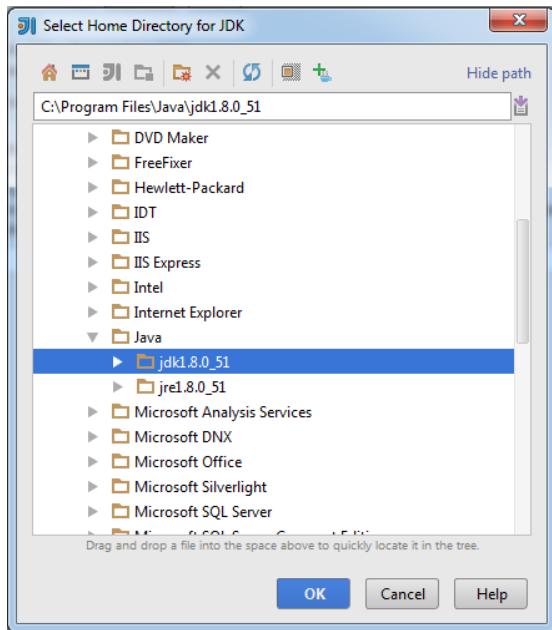 Select Home Directory for JDK
Hide path
C:\Program Files\Java\jdk1.8.0_51
DVD Maker
FreeFixer
Hewlett-Packard
IDT
IIS
IIS Express
Intel
Internet Explorer
Java
jdk1.8.0_51
jre1.8.0_51
Microsoft Analysis Services
Microsoft DNX
Microsoft Office
Microsoft Silverlight
Microsoft SQL Server
Drag and drop a file into the space above to quickly locate it in the tree.
OK Cancel Help